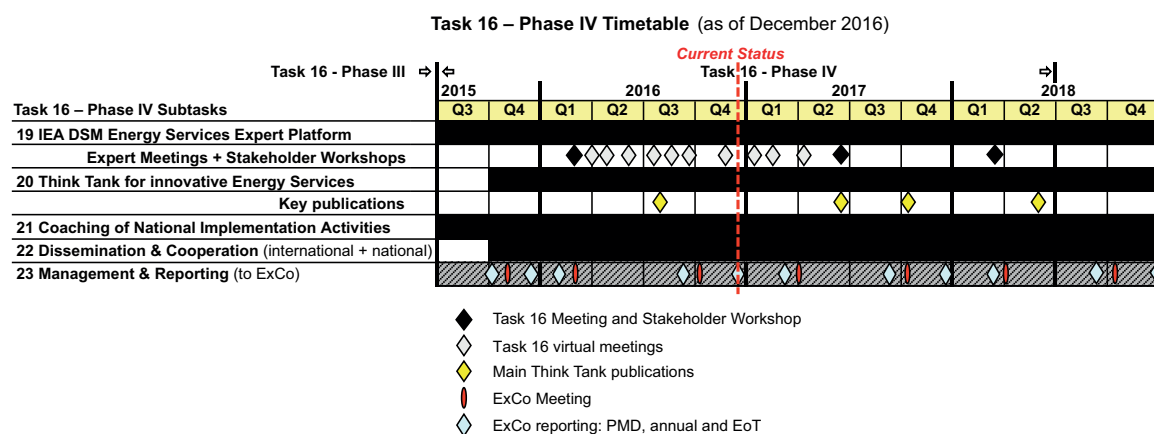 Task 16 – Phase IV Timetable (as of December 2016)
Current Status
Task 16 - Phase III Task 16 - Phase IV
2015 2016 2017 2018
Task 16 – Phase IV Subtasks Q3 Q4 Q1 Q2 Q3 Q4 Q1 Q2 Q3 Q4 Q1 Q2 Q3 Q4
19 IEA DSM Energy Services Expert Platform
Expert Meetings + Stakeholder Workshops
20 Think Tank for innovative Energy Services
Key publications
21 Coaching of National Implementation Activities
22 Dissemination & Cooperation (international + national)
23 Management & Reporting (to ExCo)
Task 16 Meeting and Stakeholder Workshop
Task 16 virtual meetings
Main Think Tank publications
ExCo Meeting
ExCo reporting: PMD, annual and EoT